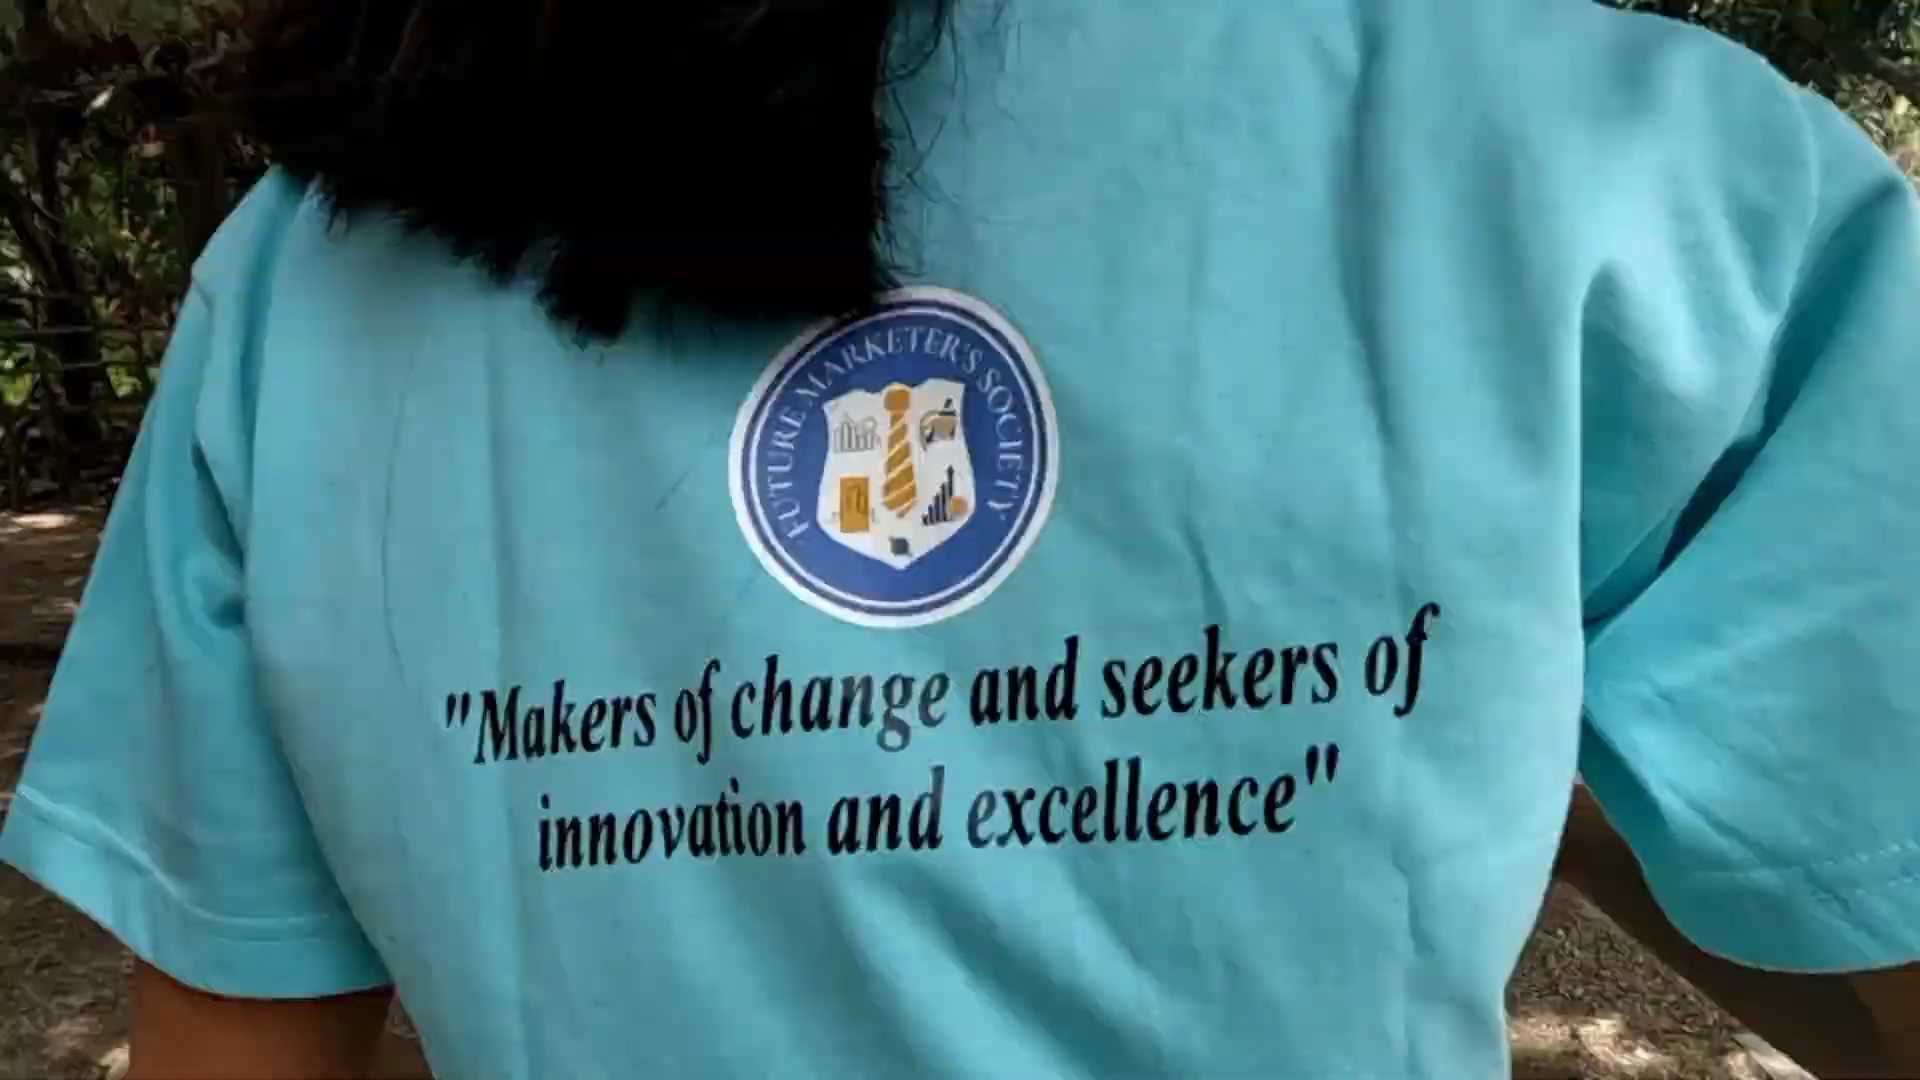 FUTURE MARKETER'S SOCIETY
"Makers of change and seekers of
innovation and excellence"